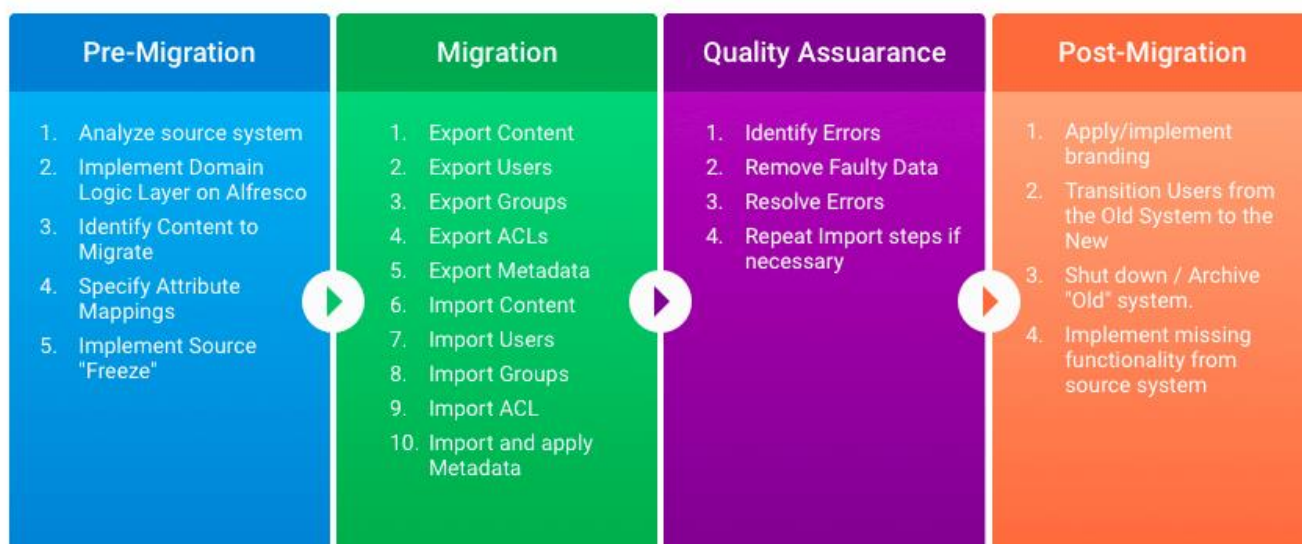 Pre-Migration
1. Analyze source system
2. Implement Domain
Logic Layer on Alfresco
3. Identify Content to
Migrate
4. Specify Attribute
Mappings
5. Implement Source
"Freeze"
Migration
1. Export Content
2. Export Users
3. Export Groups
4. Export ACLs
5. Export Metadata
6. Import Content
7. Import Users
8. Import Groups
9. Import ACL
10. Import and apply
Metadata
Quality Assuarance
1. Identify Errors
2. Remove Faulty Data
3. Resolve Errors
4. Repeat Import steps if
necessary
Post-Migration
1. Apply/implement
branding
2. Transition Users from
the Old System to the
New
3. Shut down / Archive
"Old" system.
4. Implement missing
functionality from
source system